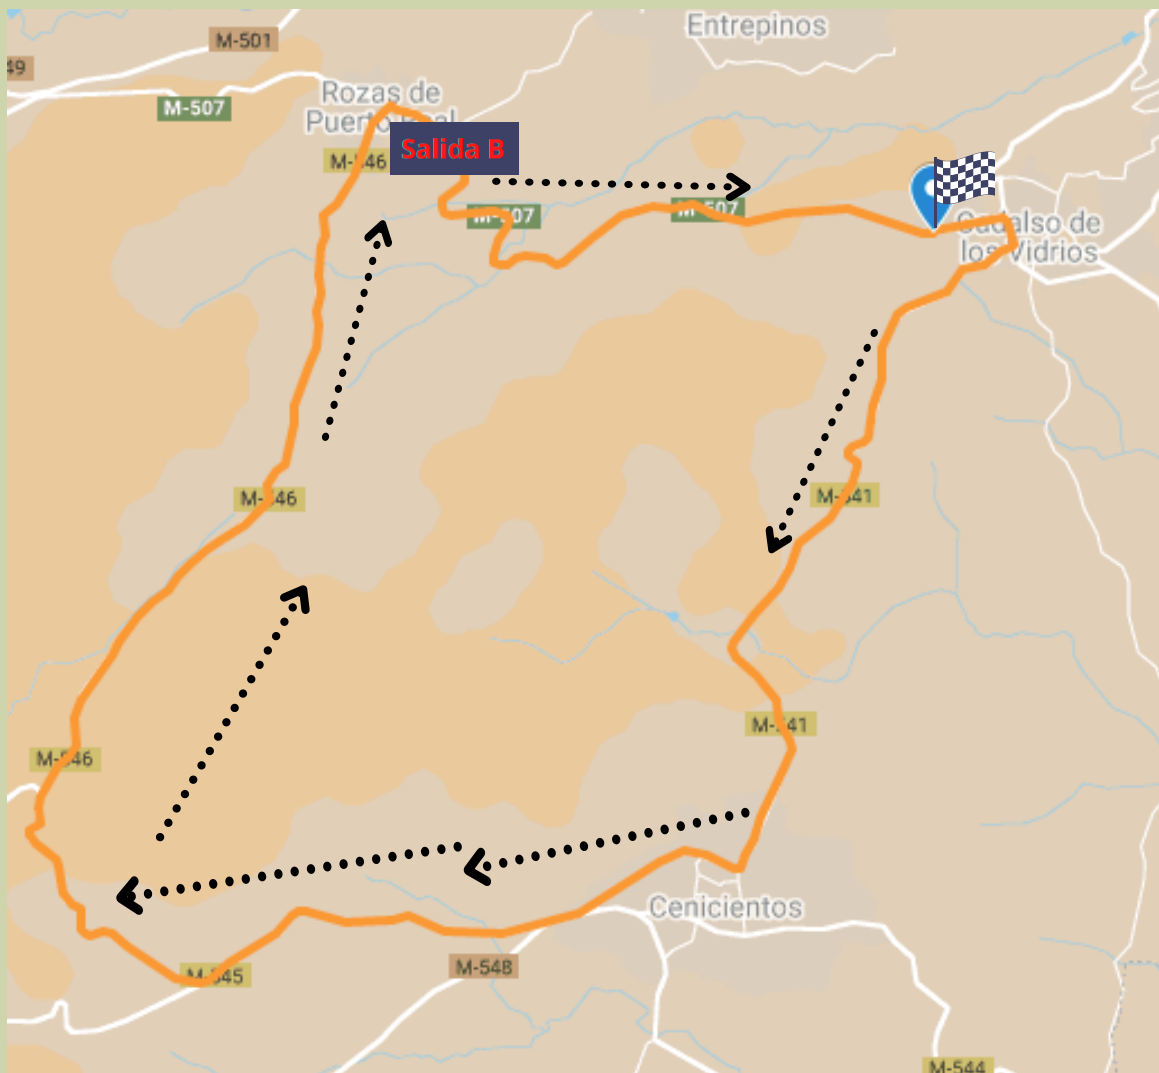 Entrepinos
M-501
49
M-507
Rozas de
Puerto Real
M-546
Salida B
M-507
M-507
Cadalso de
los Vidrios
M-546
M-541
M-541
M-546
Cenicientos
M-545
M-548
M-544